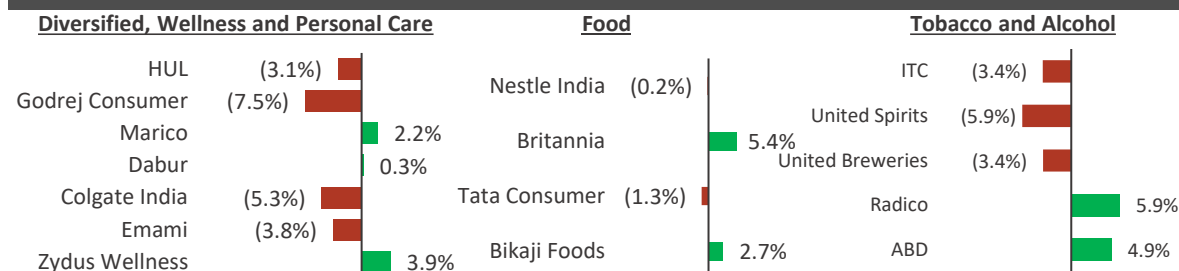 Diversified, Wellness and Personal Care
HUL (3.1%)
Godrej Consumer (7.5%)
Marico 2.2%
Dabur 0.3%
Colgate India (5.3%)
Emami (3.8%)
Zydus Wellness 3.9%
Food
Nestle India (0.2%)
Britannia 5.4%
Tata Consumer (1.3%)
Bikaji Foods 2.7%
Tobacco and Alcohol
ITC (3.4%)
United Spirits (5.9%)
United Breweries (3.4%)
Radico 5.9%
ABD 4.9%